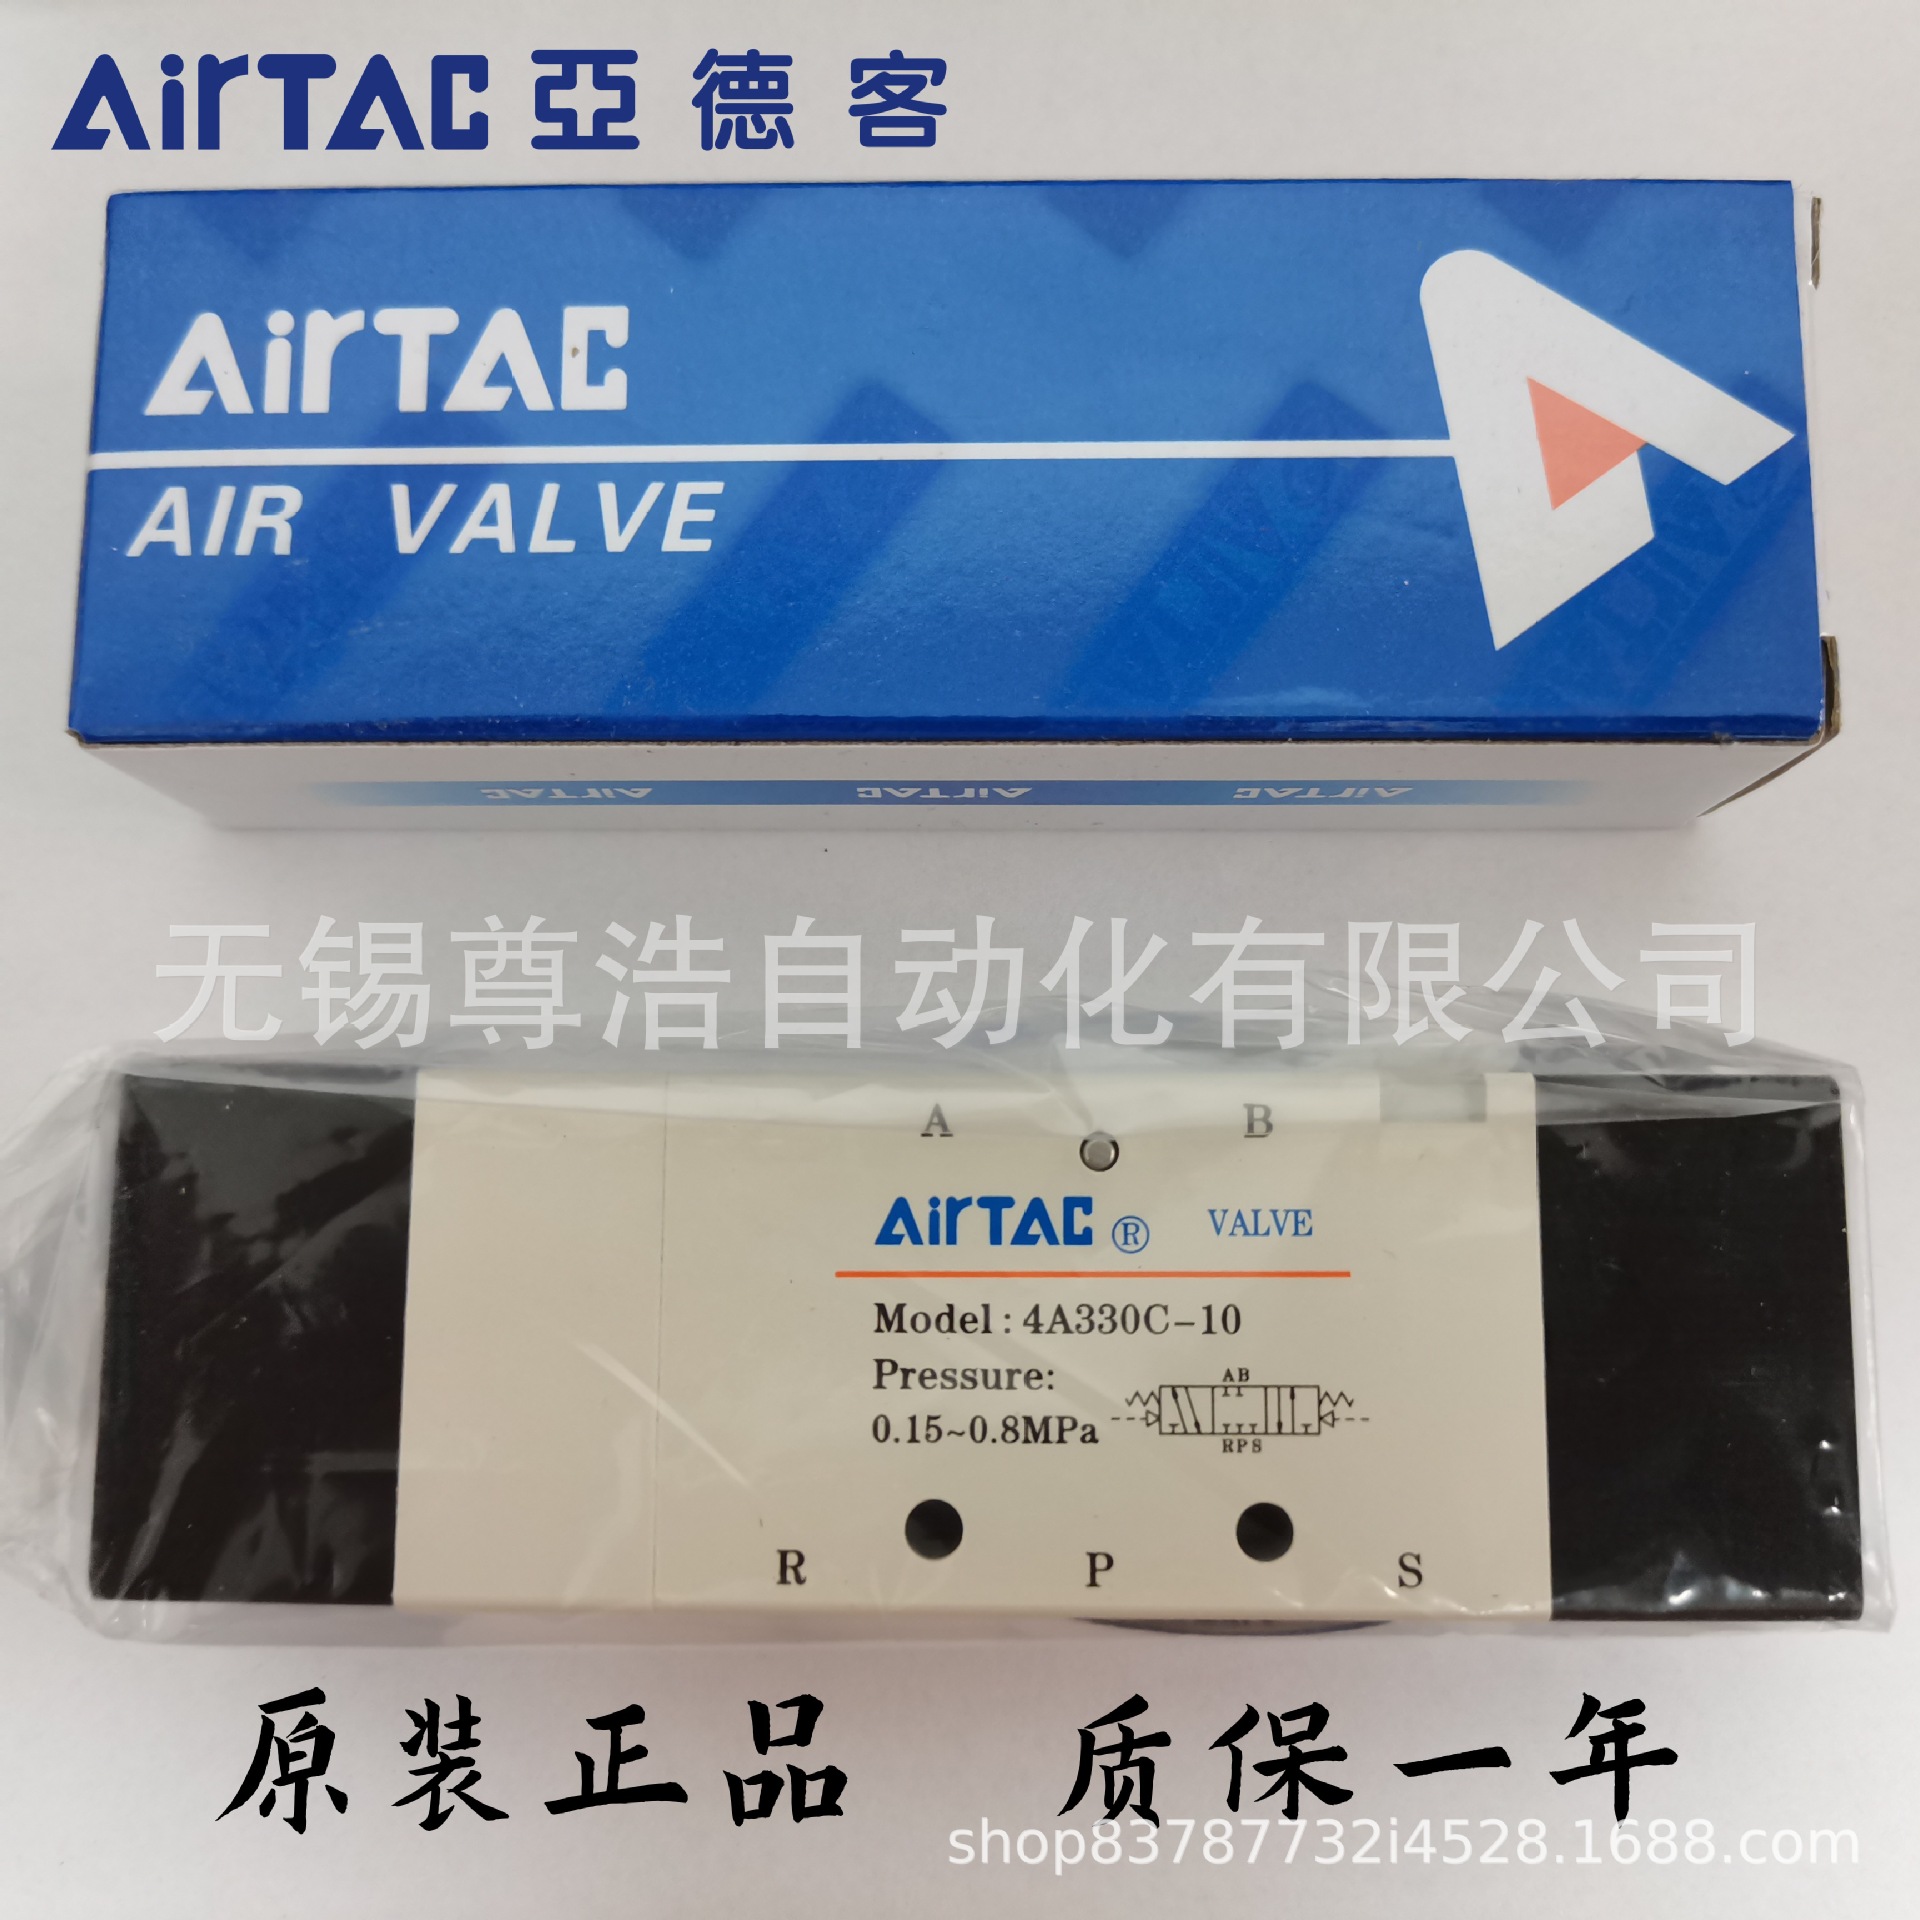 AirTAC 亞德客
AirTAC
AIR VALVE
AirTAC AirTAC AirTAC
无锡尊浩自动化有限公司
A B
AirTAC ® VALVE
Model:4A330C-10
Pressure:
0.15~0.8MPa
AB
RPS
R P S
原装正品 质保一年
shop83787732i4528.1688.com